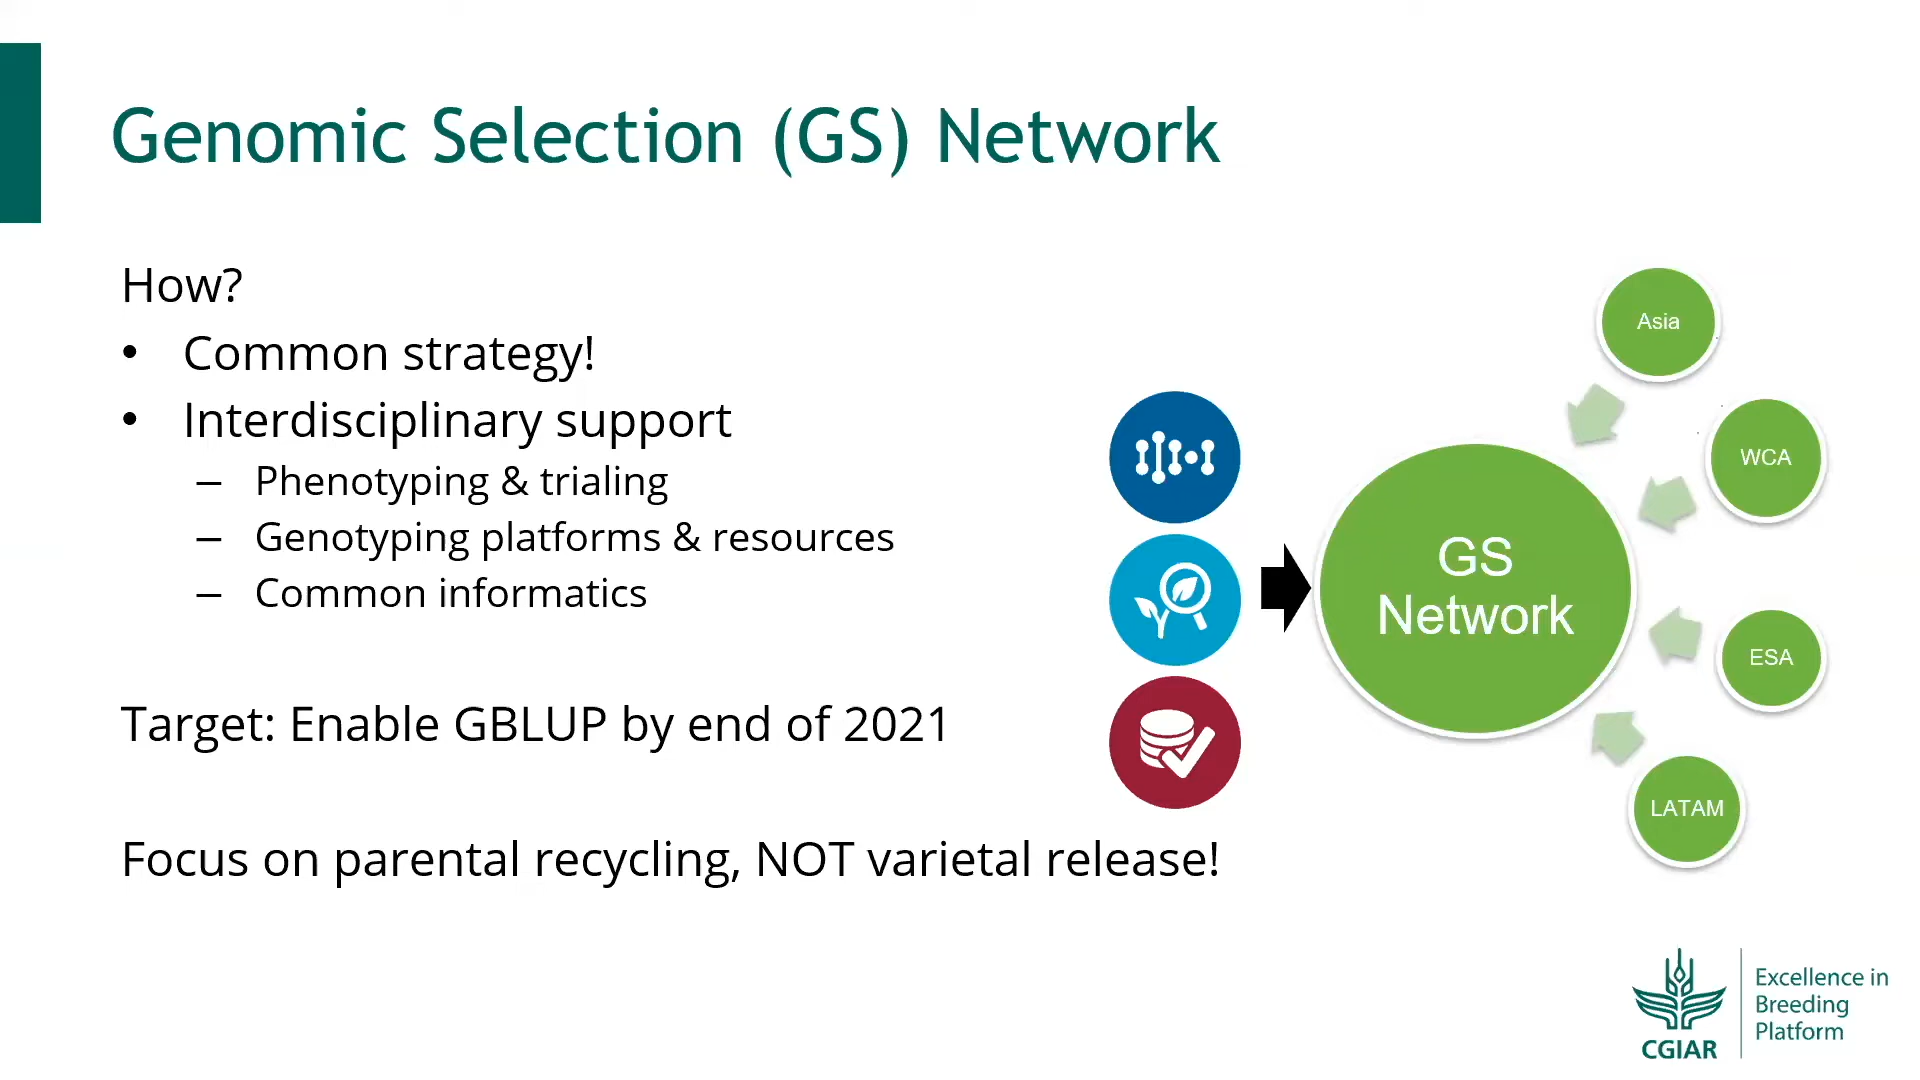 Genomic Selection (GS) Network
How?
• Common strategy!
• Interdisciplinary support
– Phenotyping & trialing
– Genotyping platforms & resources
– Common informatics
Target: Enable GBLUP by end of 2021
Focus on parental recycling, NOT varietal release!
GS
Network
Asia
WCA
ESA
LATAM
CGIAR
Excellence in
Breeding
Platform